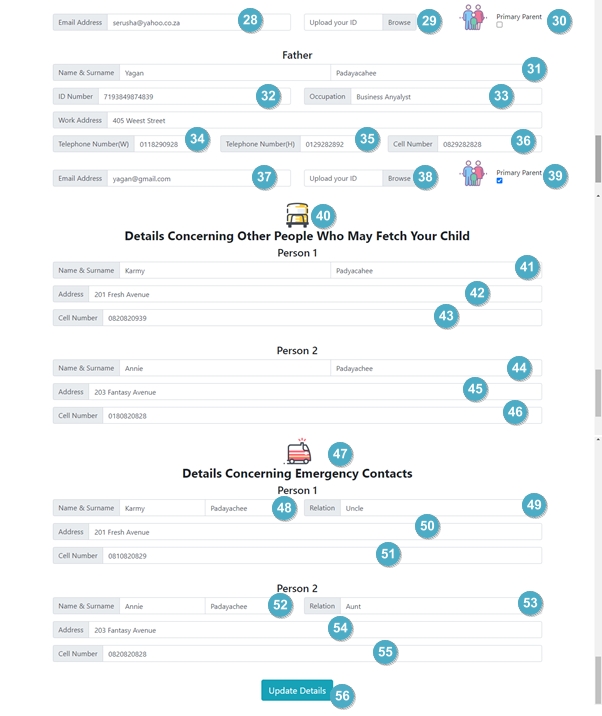 Email Address serusha@yahoo.co.za 28 Upload your ID Browse 29 Primary Parent 30
Father
Name & Surname Yagan Padayacahee 31
ID Number 7193849874839 32 Occupation Business Anyalyst 33
Work Address 405 Weest Street
Telephone Number(W) 0118290928 34 Telephone Number(H) 0129282892 35 Cell Number 0829282828 36
Email Address yagan@gmail.com 37 Upload your ID Browse 38 Primary Parent 39
40
Details Concerning Other People Who May Fetch Your Child
Person 1
Name & Surname Karmy Padyacahee 41
Address 201 Fresh Avenue 42
Cell Number 0820820939 43
Person 2
Name & Surname Annie Padayachee 44
Address 203 Fantasy Avenue 45
Cell Number 0180820828 46
47
Details Concerning Emergency Contacts
Person 1
Name & Surname Karmy Padayachee 48 Relation Uncle 49
Address 201 Fresh Avenue 50
Cell Number 0810820829 51
Person 2
Name & Surname Annie Padayachee 52 Relation Aunt 53
Address 203 Fantasy Avenue 54
Cell Number 0820820828 55
Update Details 56